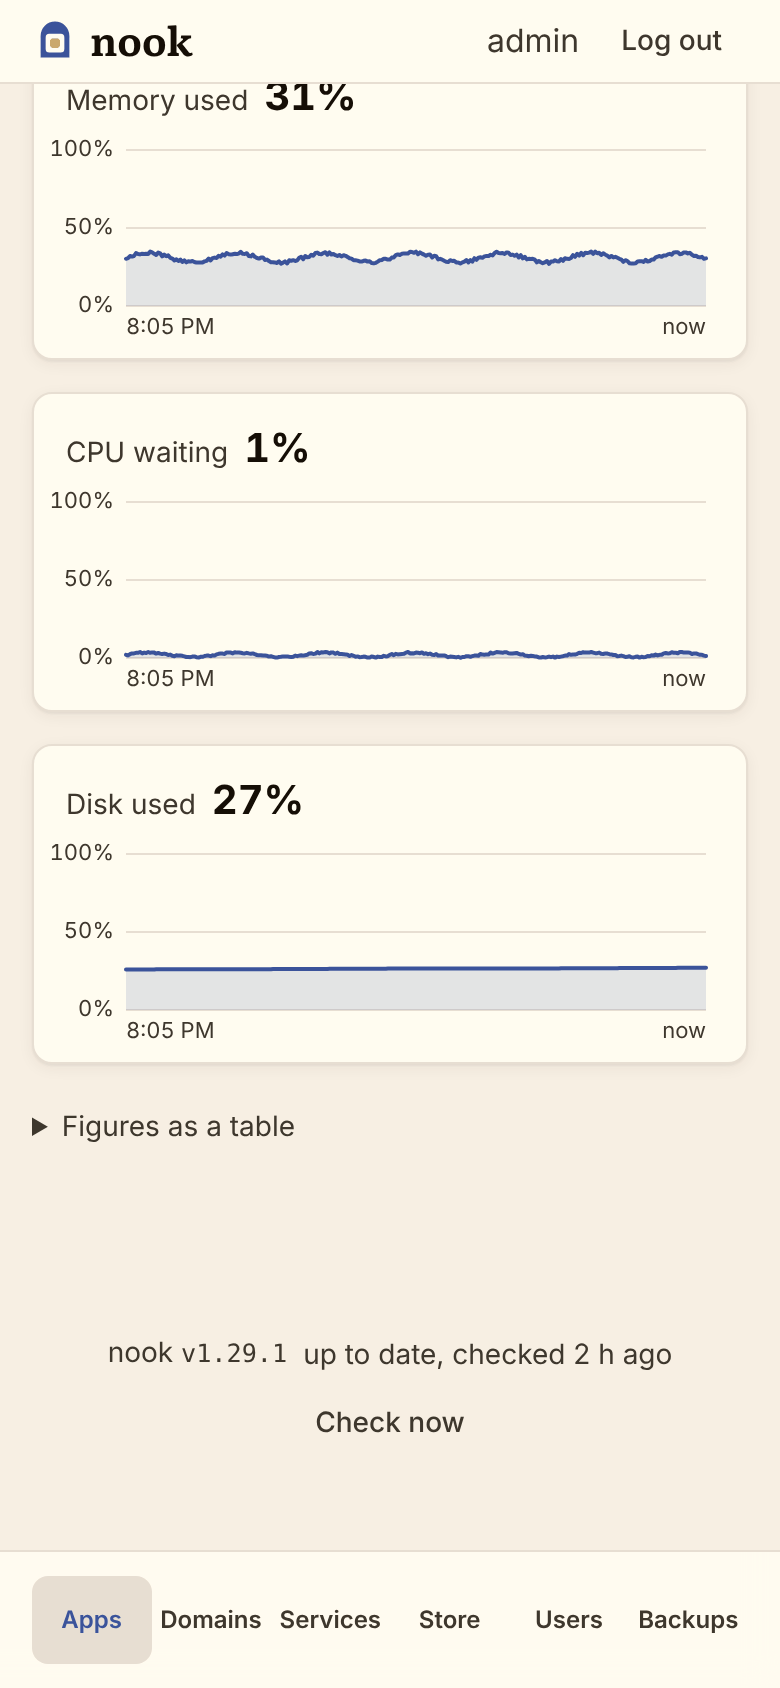 nook
admin
Log out
Memory used 31%
100%
50%
0%
8:05 PM
now
CPU waiting 1%
100%
50%
0%
8:05 PM
now
Disk used 27%
100%
50%
0%
8:05 PM
now
Figures as a table
nook v1.29.1 up to date, checked 2 h ago
Check now
Apps
Domains
Services
Store
Users
Backups